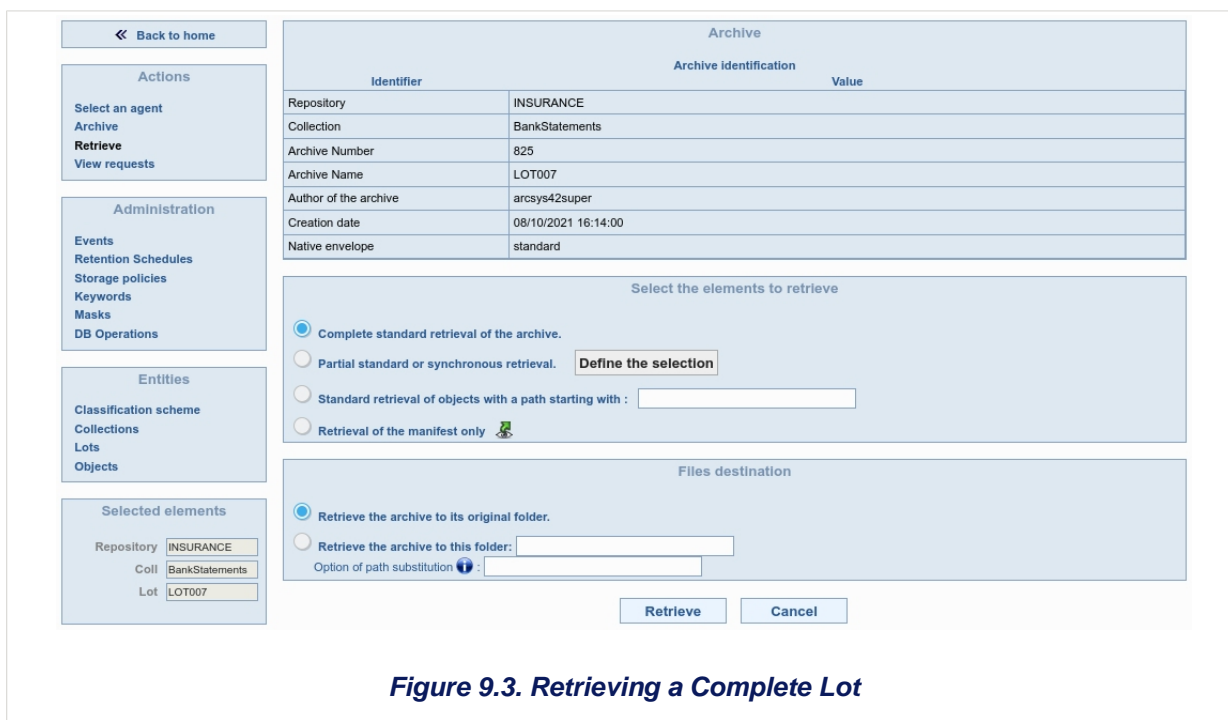 Back to home
Actions
Select an agent
Archive
Retrieve
View requests
Administration
Events
Retention Schedules
Storage policies
Keywords
Masks
DB Operations
Entities
Classification scheme
Collections
Lots
Objects
Selected elements
Repository INSURANCE
Coll BankStatements
Lot LOT007
Archive
Archive identification
Identifier Value
Repository INSURANCE
Collection BankStatements
Archive Number 825
Archive Name LOT007
Author of the archive arcsys42super
Creation date 08/10/2021 16:14:00
Native envelope standard
Select the elements to retrieve
Complete standard retrieval of the archive.
Partial standard or synchronous retrieval. Define the selection
Standard retrieval of objects with a path starting with :
Retrieval of the manifest only
Files destination
Retrieve the archive to its original folder.
Retrieve the archive to this folder:
Option of path substitution i :
Retrieve Cancel
Figure 9.3. Retrieving a Complete Lot